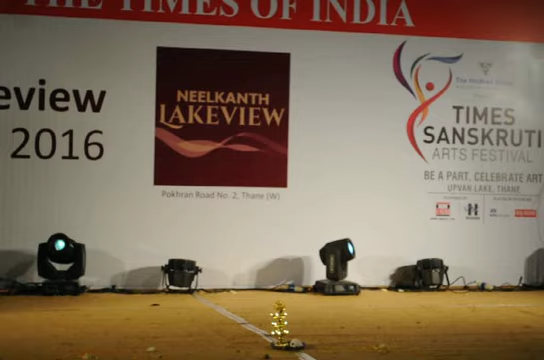 THE TIMES OF INDIA
eview
2016
NEELKANTH
LAKEVIEW
Pokhran Road No. 2, Thane (W)
TIMES
SANSKRUTI
ARTS FESTIVAL
BE A PART, CELEBRATE ART
UPVAN LAKE, THANE